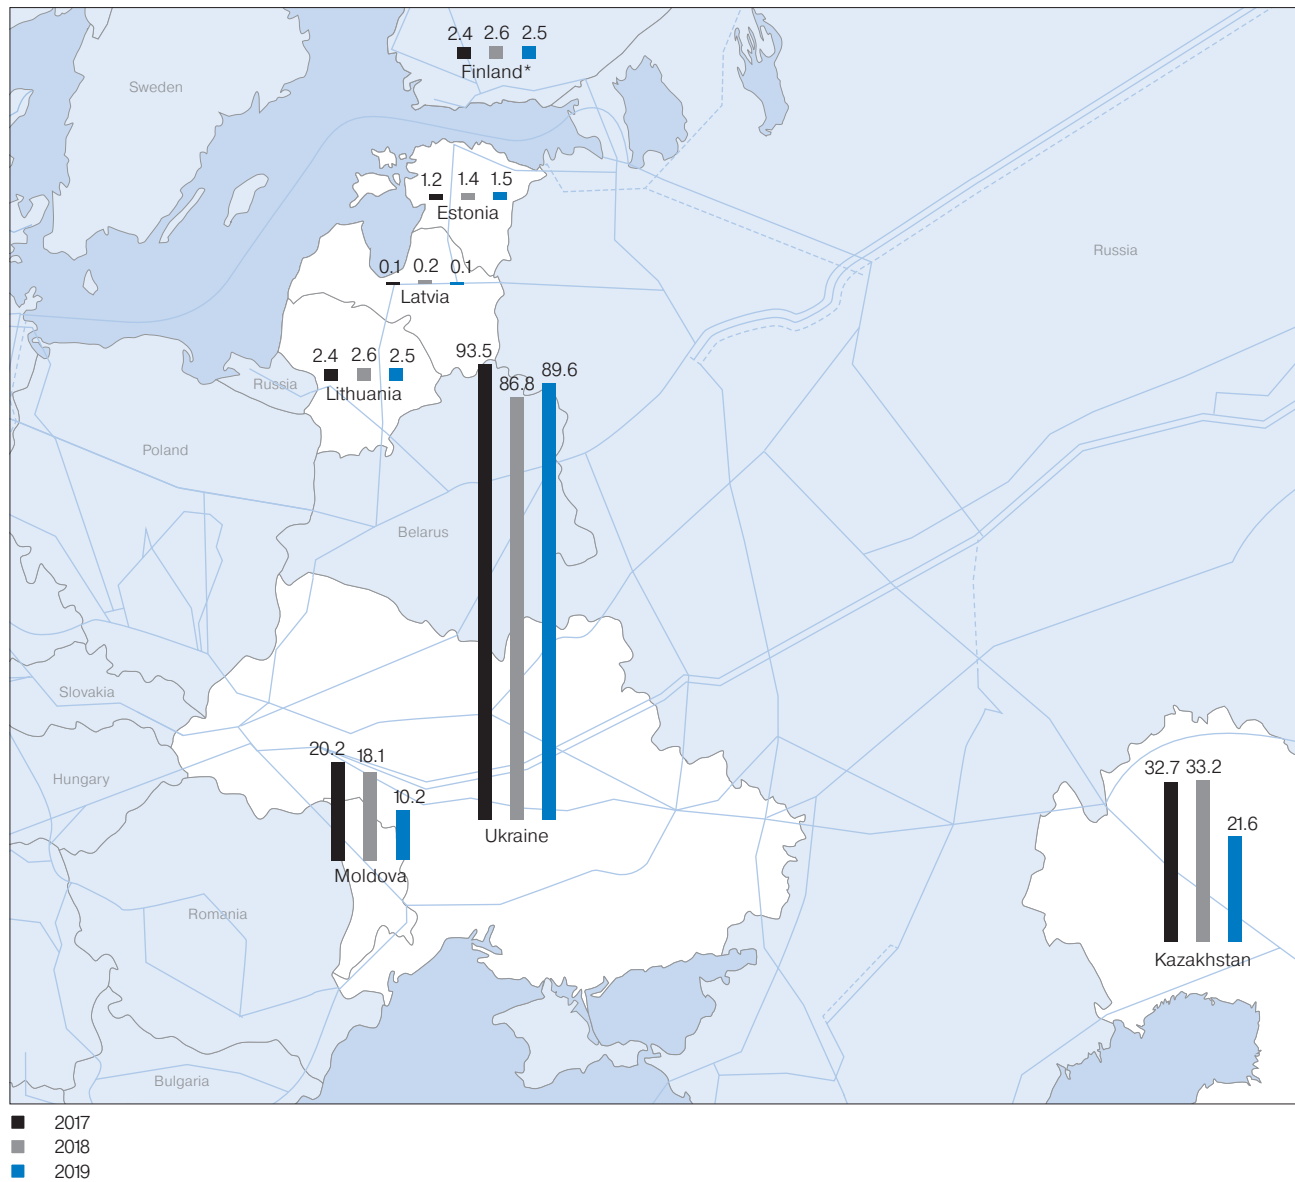 2.4 2.6 2.5
Finland*
Sweden
1.2 1.4 1.5
Estonia
Russia
0.1 0.2 0.1
Latvia
93.5
2.4 2.6 2.5
89.6
Russia
86.8
Lithuania
Poland
Belarus
Slovakia
20.2 18.1
32.7 33.2
Hungary
10.2
21.6
Ukraine
Moldova
Romania
Kazakhstan
Bulgaria
2017
2018
2019